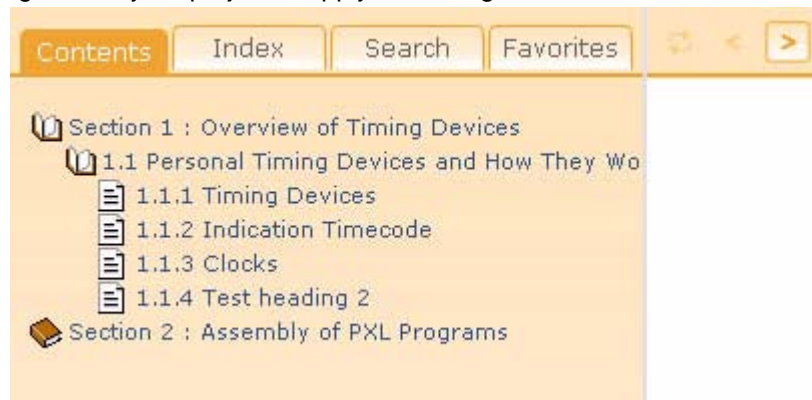 Contents Index Search Favorites < >
Section 1 : Overview of Timing Devices
1.1 Personal Timing Devices and How They Wo
1.1.1 Timing Devices
1.1.2 Indication Timecode
1.1.3 Clocks
1.1.4 Test heading 2
Section 2 : Assembly of PXL Programs